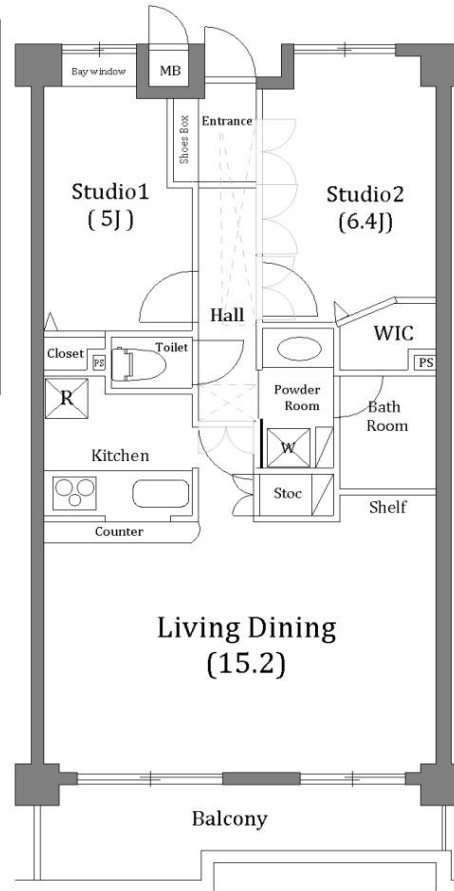 Bay window
MB
Shoes Box
Entrance
Studio1
( 5J )
Studio2
(6.4J)
Hall
WIC
Closet
PS
Toilet
PS
R
Powder
Room
Bath
Room
Kitchen
W
Stoc
Shelf
Counter
Living Dining
(15.2)
Balcony